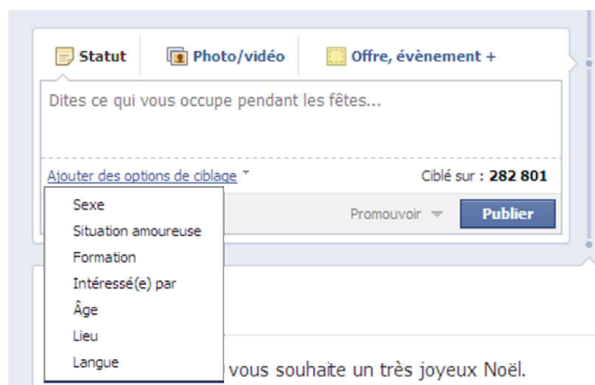 Statut Photo/vidéo Offre, évènement +
Dites ce qui vous occupe pendant les fêtes...
Ajouter des options de ciblage Ciblé sur : 282 801
Promouvoir Publier
Sexe
Situation amoureuse
Formation
Intéressé(e) par
Âge
Lieu
Langue
vous souhaite un très joyeux Noël.